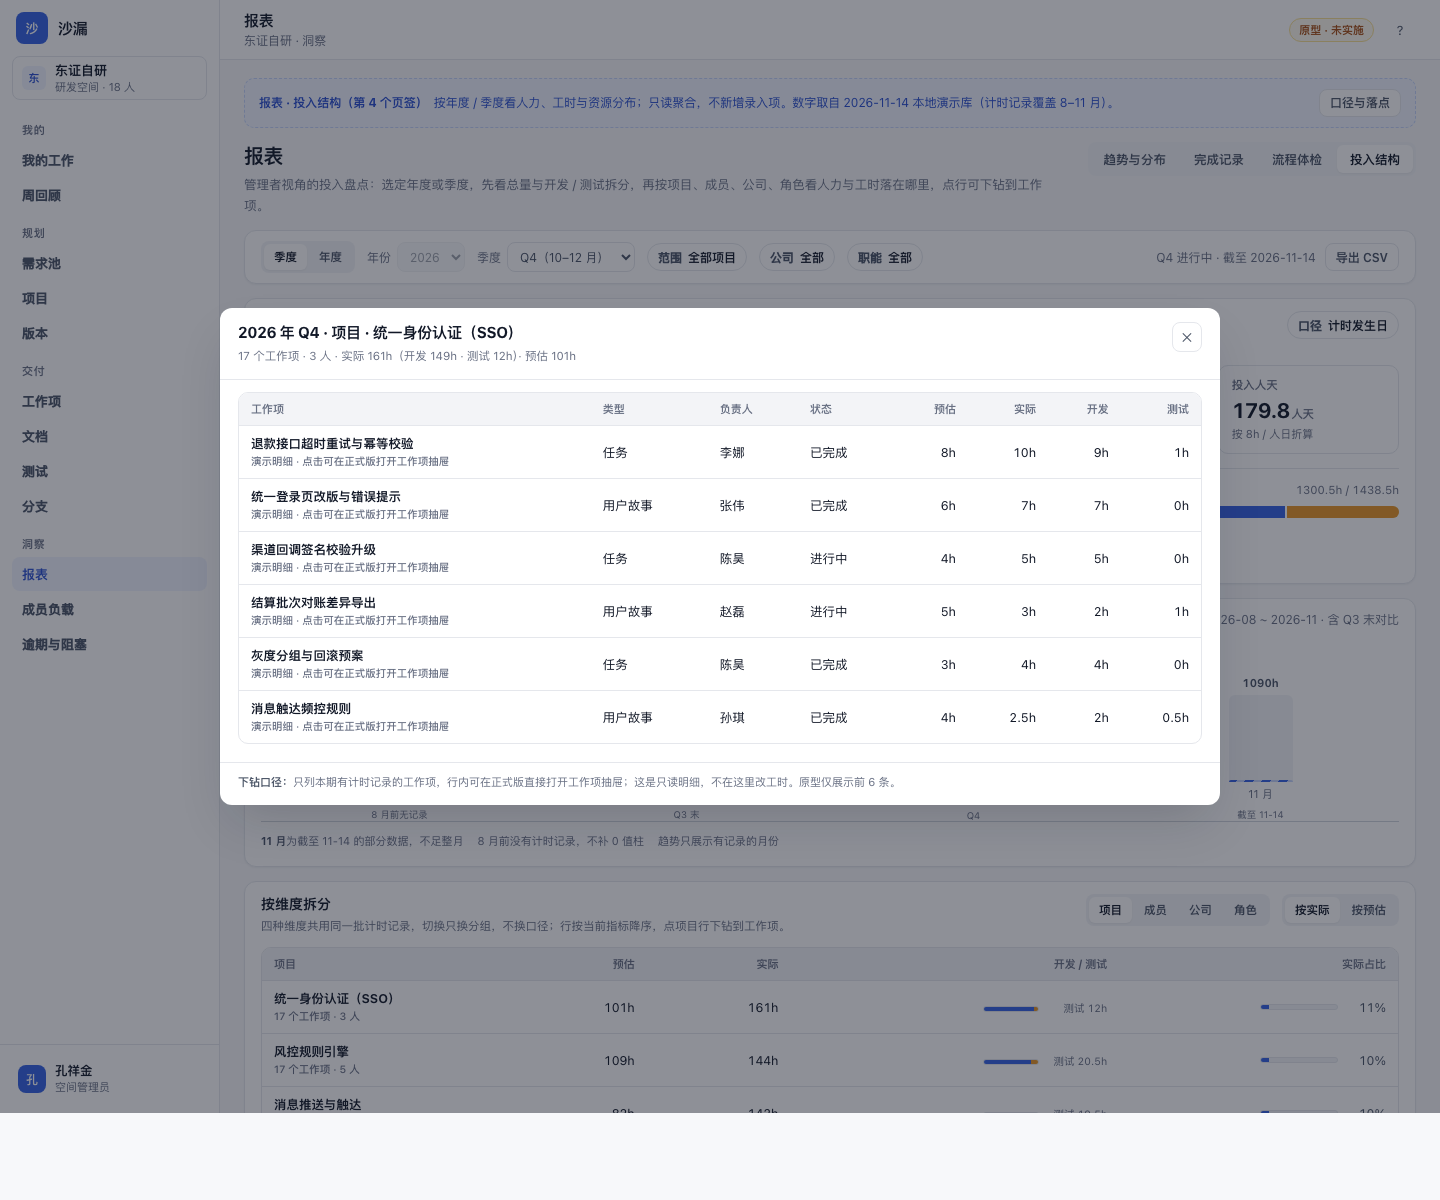 沙 沙漏
东 东证自研
研发空间 · 18 人
我的
我的工作
周回顾
规划
需求池
项目
版本
交付
工作项
文档
测试
分支
洞察
报表
成员负载
逾期与阻塞
孔 孔祥金
空间管理员
报表
东证自研 · 洞察
原型 · 未实施 ?
报表 · 投入结构（第 4 个页签） 按年度 / 季度看人力、工时与资源分布；只读聚合，不新增录入项。数字取自 2026-11-14 本地演示库（计时记录覆盖 8–11 月）。 口径与落点
报表
管理者视角的投入盘点：选定年度或季度，先看总量与开发 / 测试拆分，再按项目、成员、公司、角色看人力与工时落在哪里，点行可下钻到工作
项。
趋势与分布 完成记录 流程体检 投入结构
季度 年度 年份 2026 季度 Q4（10–12 月） 范围 全部项目 公司 全部 职能 全部 Q4 进行中 · 截至 2026-11-14 导出 CSV
口径 计时发生日
投入人天
179.8 人天
按 8h / 人日折算
1300.5h / 1438.5h
26-08 ~ 2026-11 · 含 Q3 末对比
1090h
11 月
8 月前无记录 Q3 末 Q4 截至 11-14
11 月为截至 11-14 的部分数据，不足整月 8 月前没有计时记录，不补 0 值柱 趋势只展示有记录的月份
2026 年 Q4 · 项目 · 统一身份认证（SSO）
17 个工作项 · 3 人 · 实际 161h（开发 149h · 测试 12h）· 预估 101h
工作项 类型 负责人 状态 预估 实际 开发 测试
退款接口超时重试与幂等校验 任务 李娜 已完成 8h 10h 9h 1h
演示明细 · 点击可在正式版打开工作项抽屉
统一登录页改版与错误提示 用户故事 张伟 已完成 6h 7h 7h 0h
演示明细 · 点击可在正式版打开工作项抽屉
渠道回调签名校验升级 任务 陈昊 进行中 4h 5h 5h 0h
演示明细 · 点击可在正式版打开工作项抽屉
结算批次对账差异导出 用户故事 赵磊 进行中 5h 3h 2h 1h
演示明细 · 点击可在正式版打开工作项抽屉
灰度分组与回滚预案 任务 陈昊 已完成 3h 4h 4h 0h
演示明细 · 点击可在正式版打开工作项抽屉
消息触达频控规则 用户故事 孙琪 已完成 4h 2.5h 2h 0.5h
演示明细 · 点击可在正式版打开工作项抽屉
下钻口径：只列本期有计时记录的工作项，行内可在正式版直接打开工作项抽屉；这是只读明细，不在这里改工时。原型仅展示前 6 条。
按维度拆分
四种维度共用同一批计时记录，切换只换分组，不换口径；行按当前指标降序，点项目行下钻到工作项。
项目 成员 公司 角色 按实际 按预估
项目 预估 实际 开发 / 测试 实际占比
统一身份认证（SSO） 101h 161h 测试 12h 11%
17 个工作项 · 3 人
风控规则引擎 109h 144h 测试 20.5h 10%
17 个工作项 · 5 人
消息推送与触达